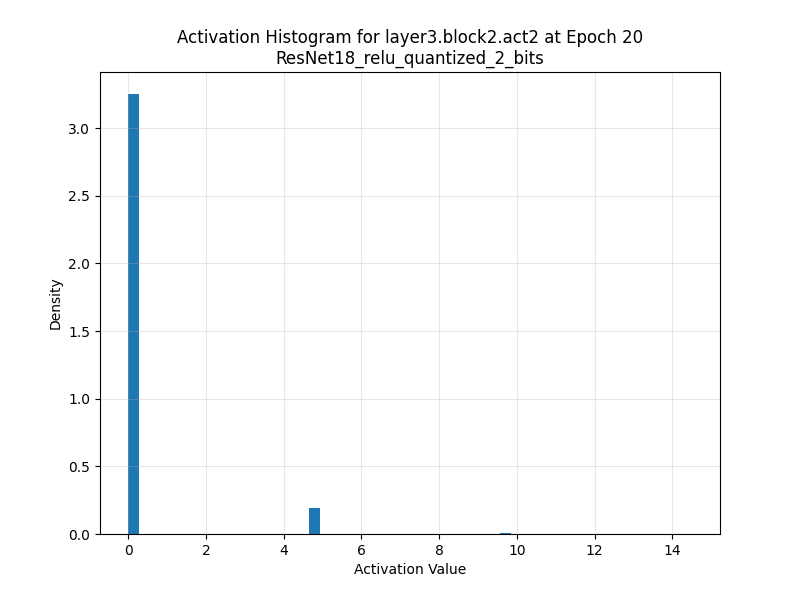 Activation Histogram for layer3.block2.act2 at Epoch 20
ResNet18_relu_quantized_2_bits
3.0
2.5
2.0
1.5
1.0
0.5
0.0
Density
0 2 4 6 8 10 12 14
Activation Value